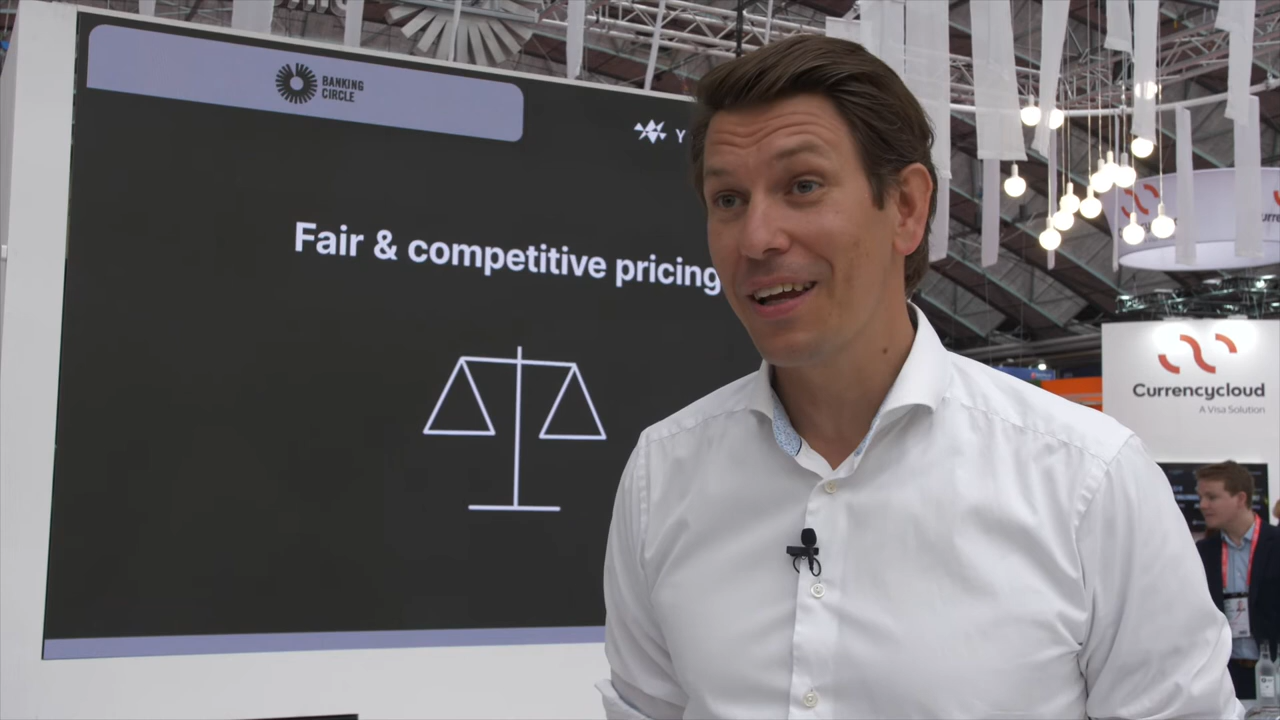 BANKING
CIRCLE
Y
Fair & competitive pricing
Currencycloud
A Visa Solution